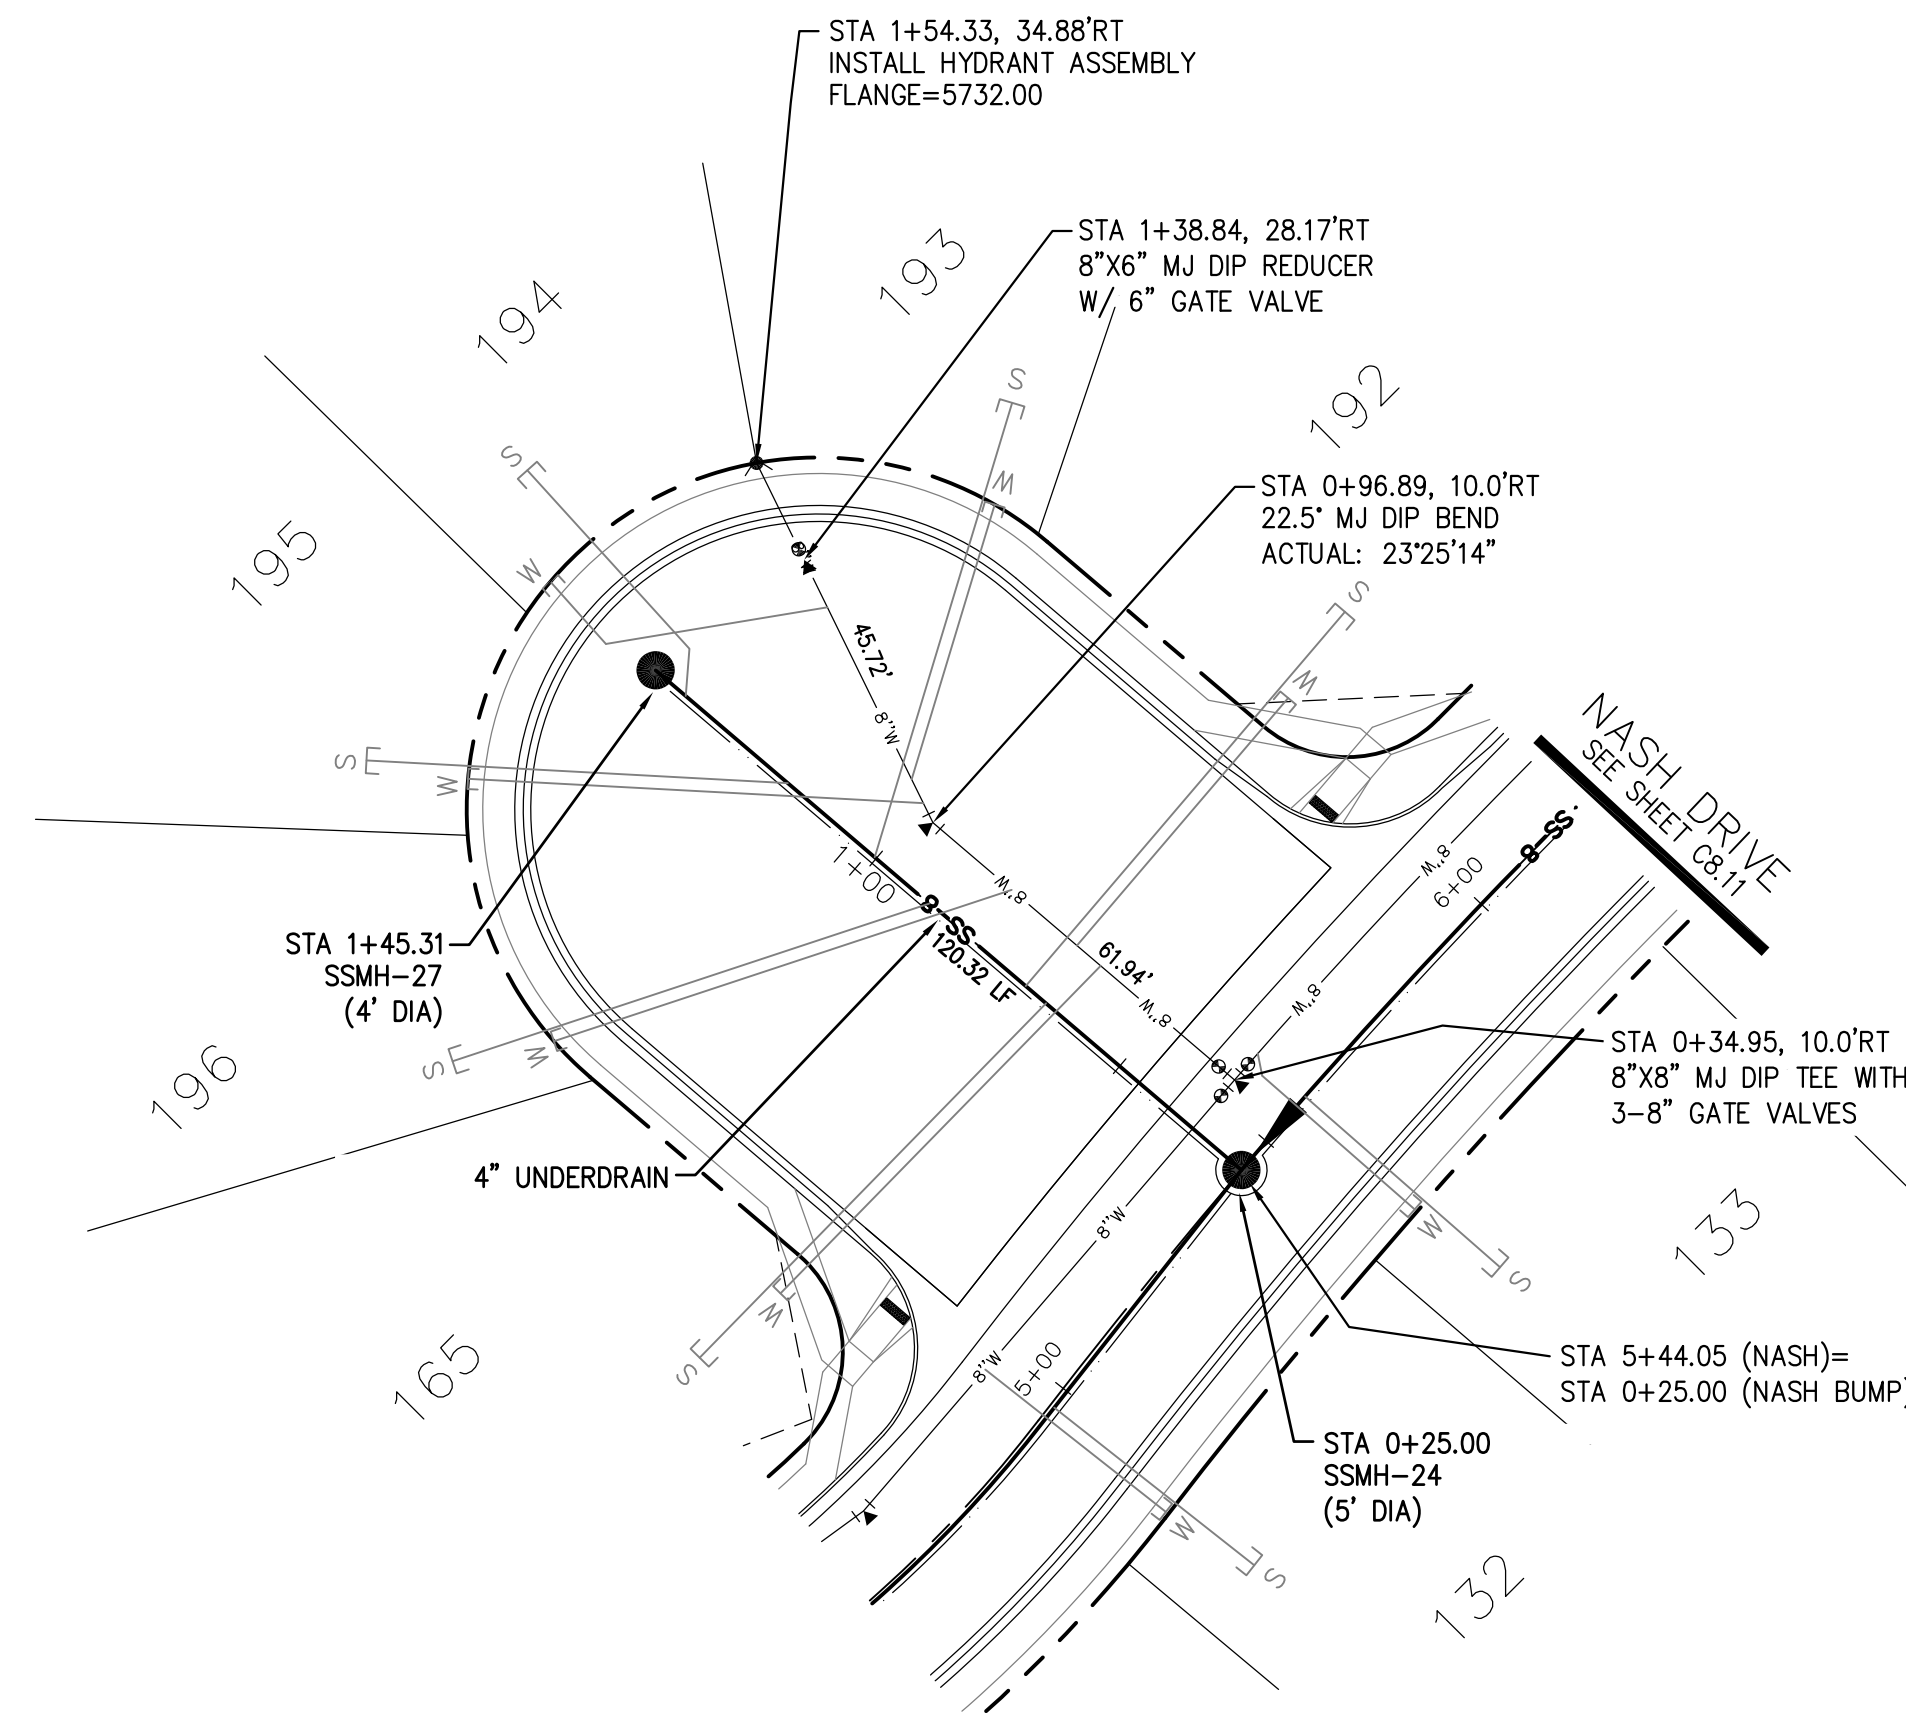 STA 1+54.33, 34.88'RT
INSTALL HYDRANT ASSEMBLY
FLANGE=5732.00
STA 1+38.84, 28.17'RT
8"X6" MJ DIP REDUCER
W/ 6" GATE VALVE
193
194
192
S
S
W
STA 0+96.89, 10.0'RT
22.5° MJ DIP BEND
ACTUAL: 23°25'14"
195
W
S
45.72'
8"W
W
NASH DRIVE
SEE SHEET C8.11
S
W
8-SS
8"W
6+00
1+00
8"W
8-SS
120.32 LF
61.94'
8"W
8"W
STA 1+45.31
SSMH-27
(4' DIA)
STA 0+34.95, 10.0'RT
8"X8" MJ DIP TEE WITH
3-8" GATE VALVES
196
S
W
4" UNDERDRAIN
8"W
133
W
S
W
S
165
8"W
5+00
STA 5+44.05 (NASH)=
STA 0+25.00 (NASH BUMP)
STA 0+25.00
SSMH-24
(5' DIA)
W
S
132